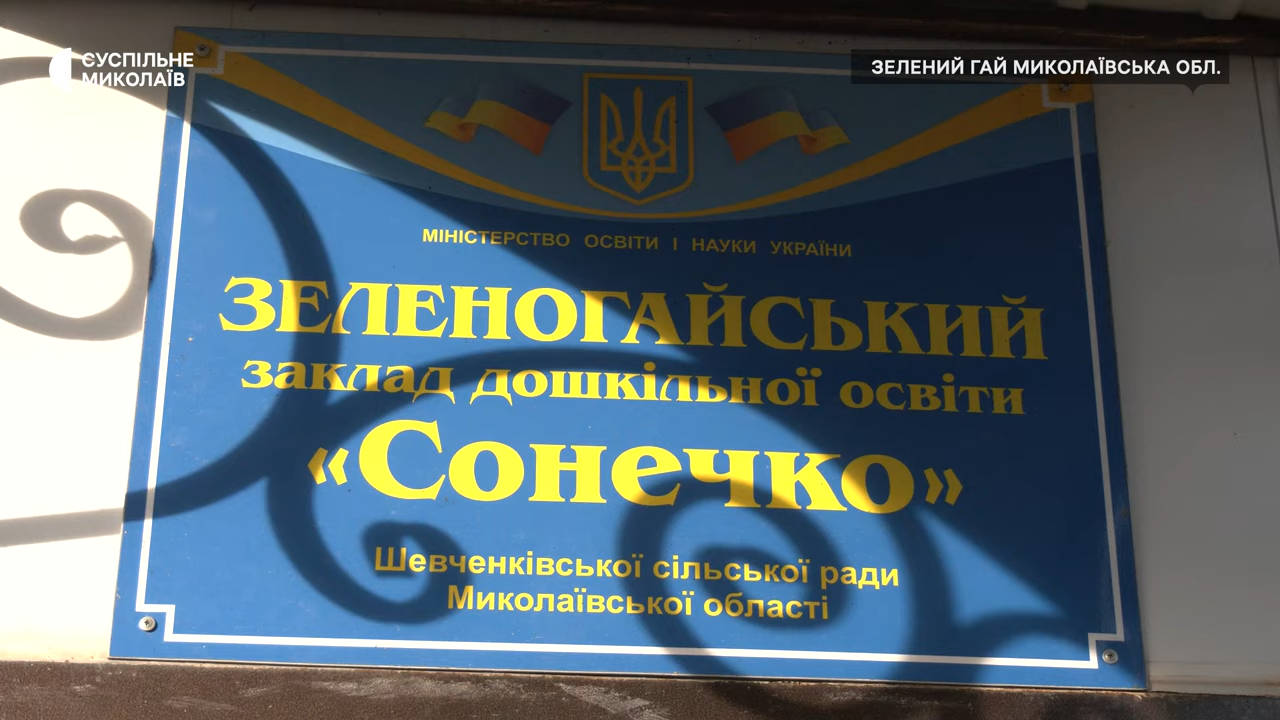 СУСПІЛЬНЕ
МИКОЛАЇВ
ЗЕЛЕНИЙ ГАЙ МИКОЛАЇВСЬКА ОБЛ.
МІНІСТЕРСТВО ОСВІТИ І НАУКИ УКРАЇНИ
ЗЕЛЕНОГАЙСЬКИЙ
заклад дошкільної освіти
«Сонечко»
Шевченківської сільської ради
Миколаївської області